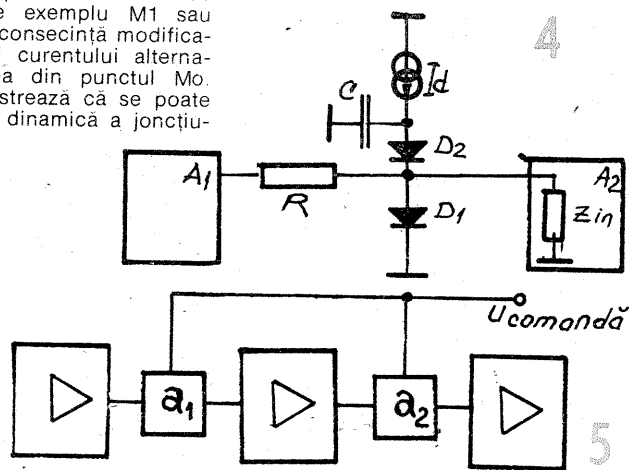 e exemplu M1 sau
consecință modifica-
curentului alterna-
a din punctul Mo.
strează că se poate
dinamică a joncțiu-
4
Id
C
D2
A1
R
D1
A2
Zin
Ucomandă
a1
a2
5